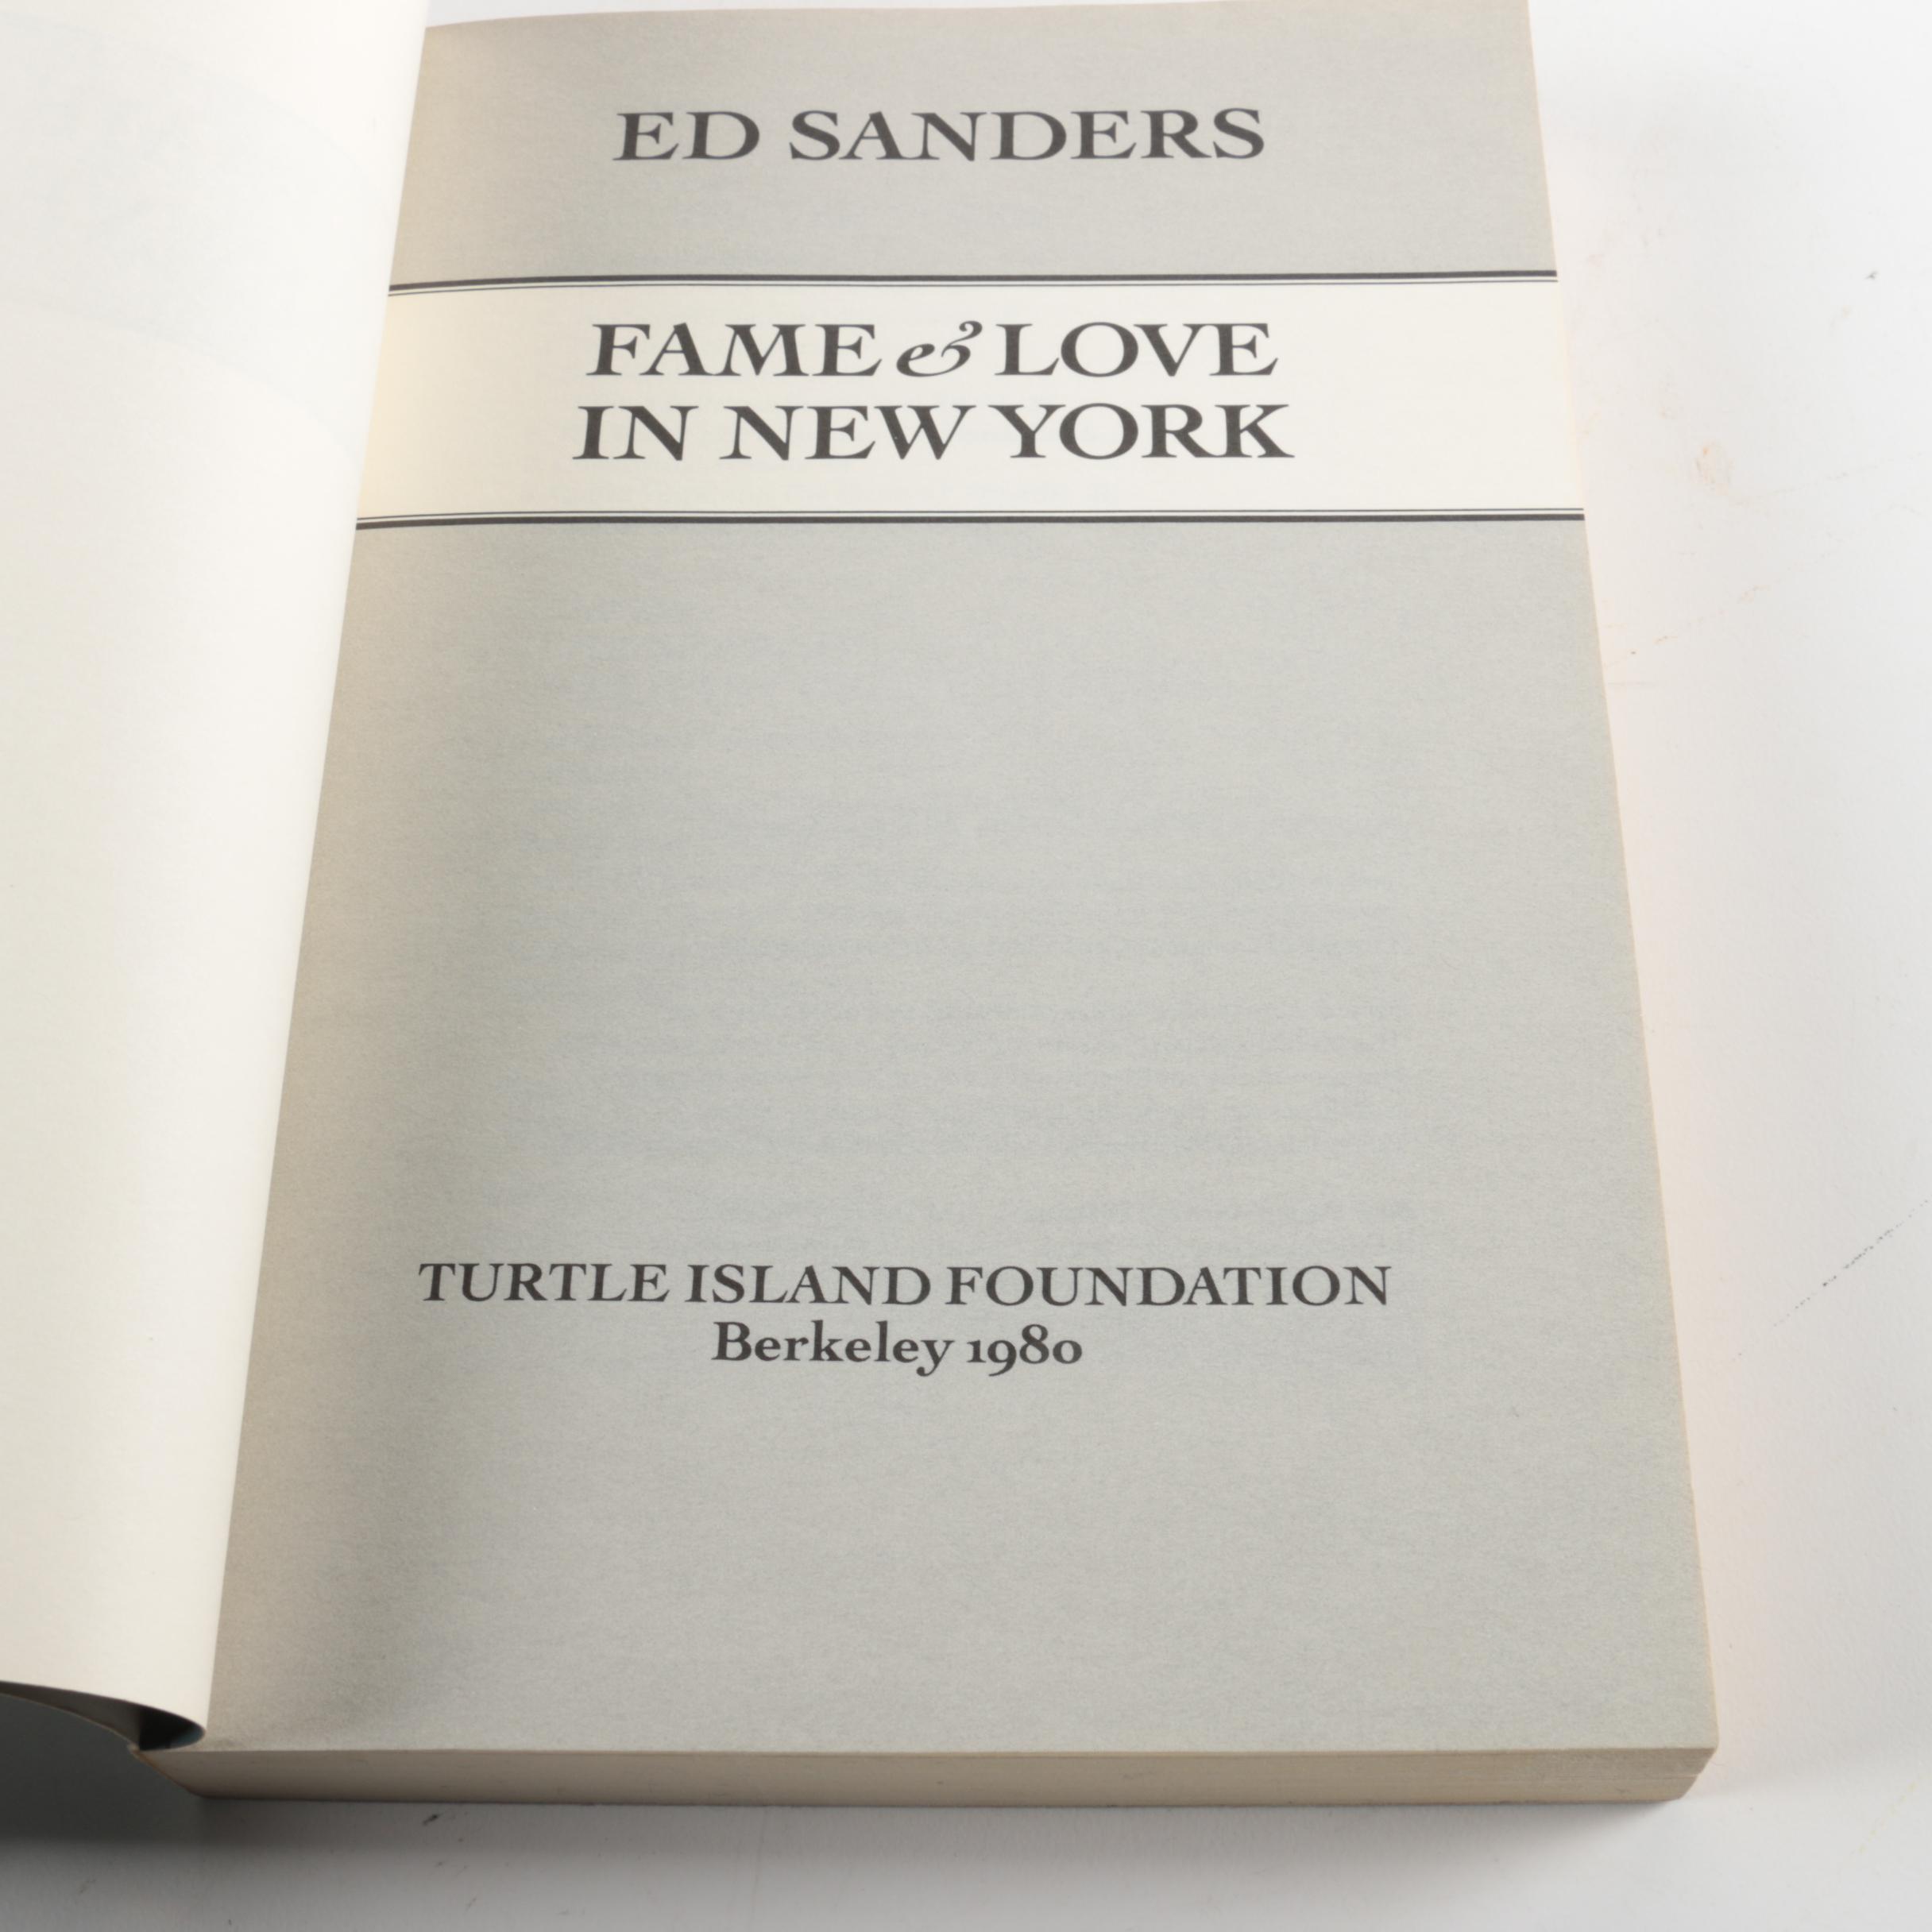 ED SANDERS
FAME & LOVE
IN NEW YORK
TURTLE ISLAND FOUNDATION
Berkeley 1980